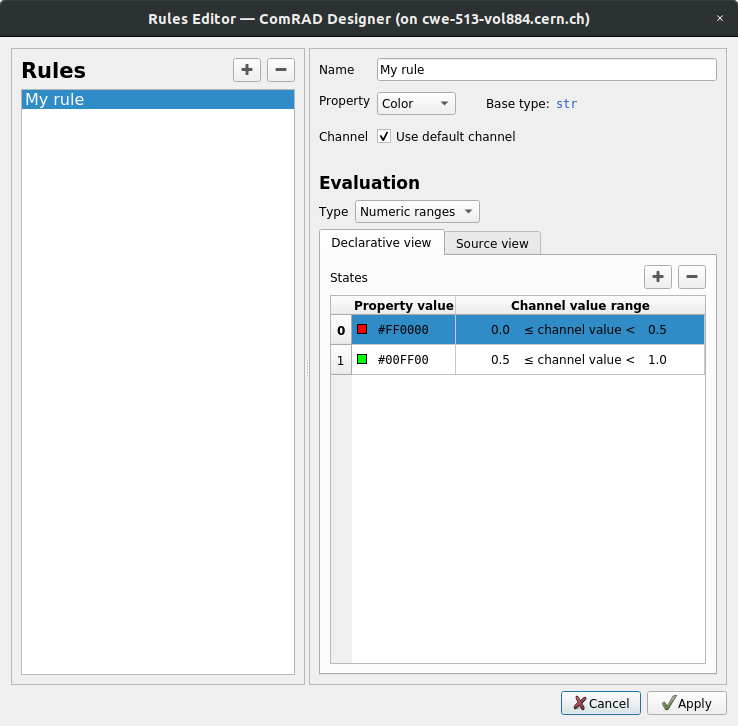 Rules Editor — ComRAD Designer (on cwe-513-vol884.cern.ch)
×
Rules
+ −
My rule
Name My rule
Property Color Base type: str
Channel ✓ Use default channel
Evaluation
Type Numeric ranges
Declarative view Source view
States + −
Property value Channel value range
0 #FF0000 0.0 ≤ channel value < 0.5
1 #00FF00 0.5 ≤ channel value < 1.0
Cancel Apply